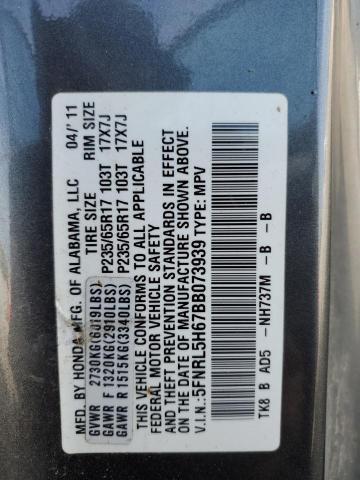 MFD. BY HONDA MFG. OF ALABAMA, LLC 04/'11
TIRE SIZE RIM SIZE
GVWR 2730KG(6019LBS)
GAWR F 1320KG(2910LBS) P235/65R17 103T 17X7J
GAWR R 1515KG(3340LBS) P235/65R17 103T 17X7J
THIS VEHICLE CONFORMS TO ALL APPLICABLE
FEDERAL MOTOR VEHICLE SAFETY
AND THEFT PREVENTION STANDARDS IN EFFECT
ON DATE OF MANUFACTURE SHOWN ABOVE.
V.I.N.:5FNRL5H67BB073939 TYPE: MPV
TK8 B AD5 -NH737M - B - B